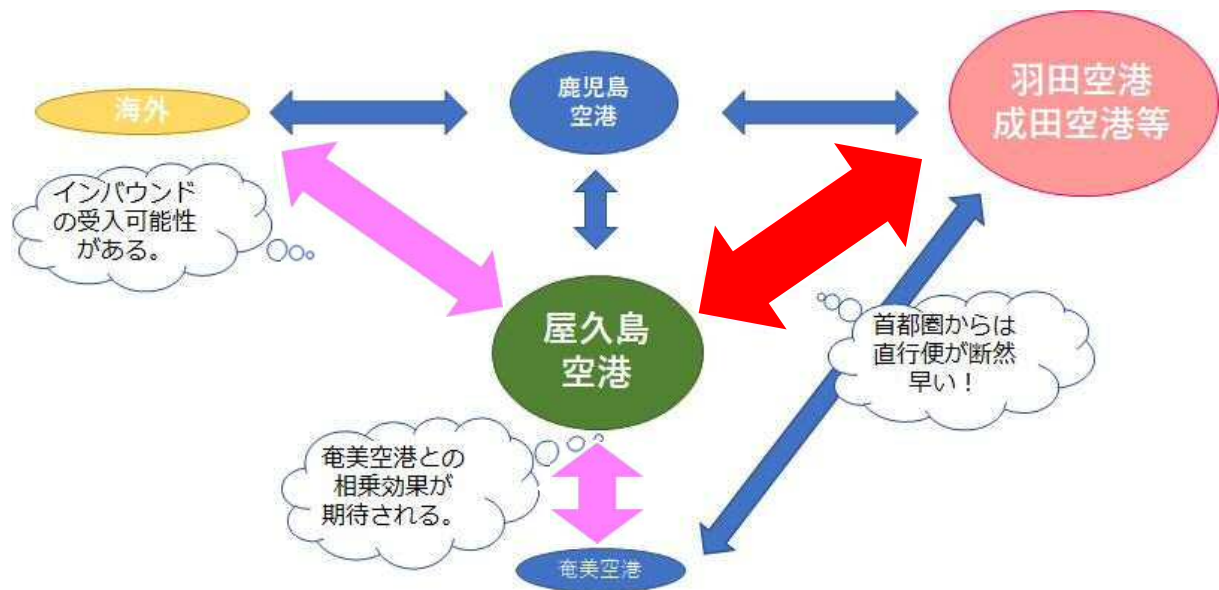 海外
鹿児島
空港
羽田空港
成田空港等
インバウンド
の受入可能性
がある。
屋久島
空港
首都圏からは
直行便が断然
早い！
奄美空港との
相乗効果が
期待される。
奄美空港